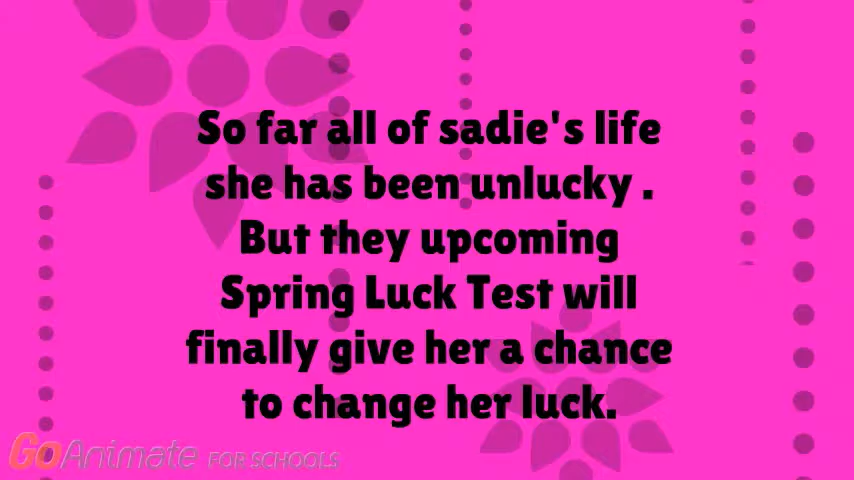 So far all of sadie's life
she has been unlucky .
But they upcoming
Spring Luck Test will
finally give her a chance
to change her luck.
GoAnimate FOR SCHOOLS